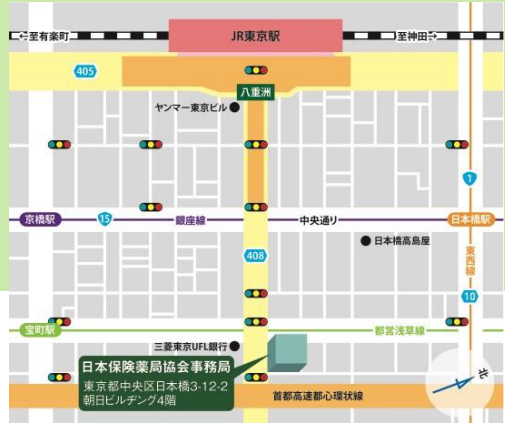 JR東京駅
←至有楽町
至神田→
405
八重洲
ヤンマー東京ビル
1
京橋駅
15
銀座線
中央通り
日本橋駅
日本橋高島屋
東西線
408
10
宝町駅
都営浅草線
三菱東京UFL銀行
日本保険薬局協会事務局
東京都中央区日本橋3-12-2
朝日ビルヂング4階
首都高速都心環状線
北